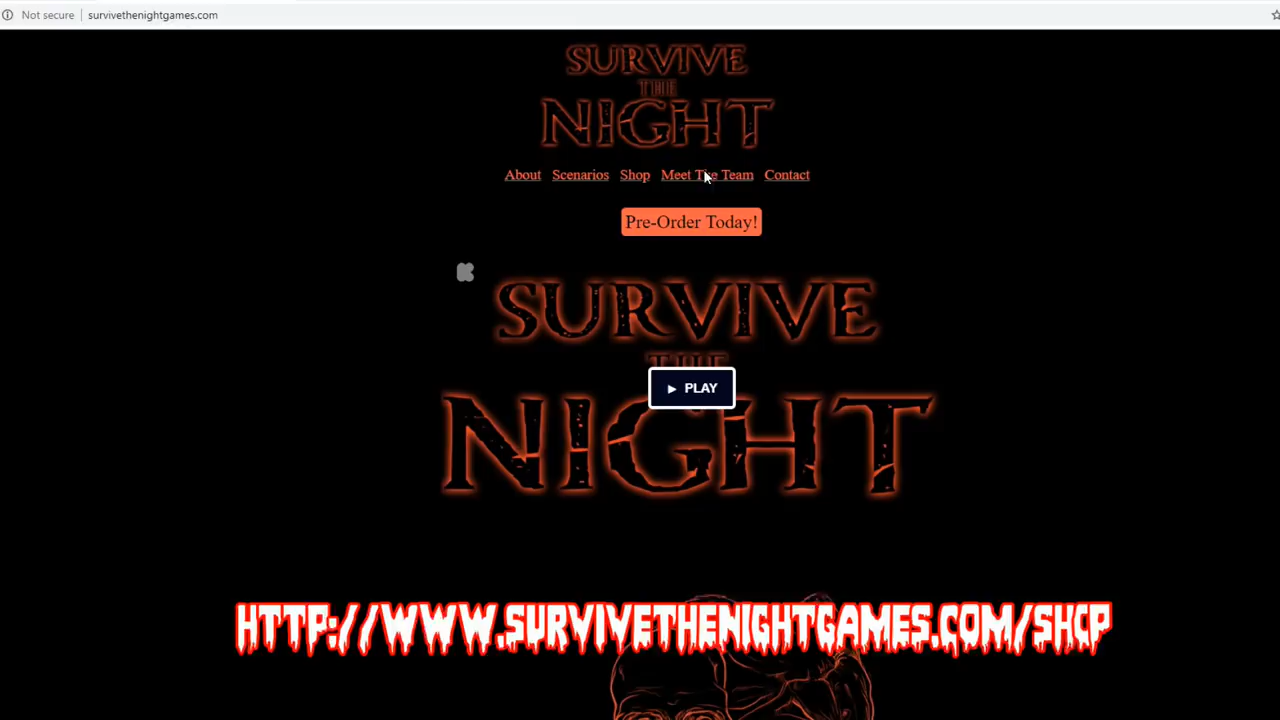 Not secure survivethenightgames.com
SURVIVE
THE
NIGHT
About Scenarios Shop Meet The Team Contact
Pre-Order Today!
SURVIVE
THE
PLAY
NIGHT
HTTP://WWW.SURVIVETHENIGHTGAMES.COM/SHCP